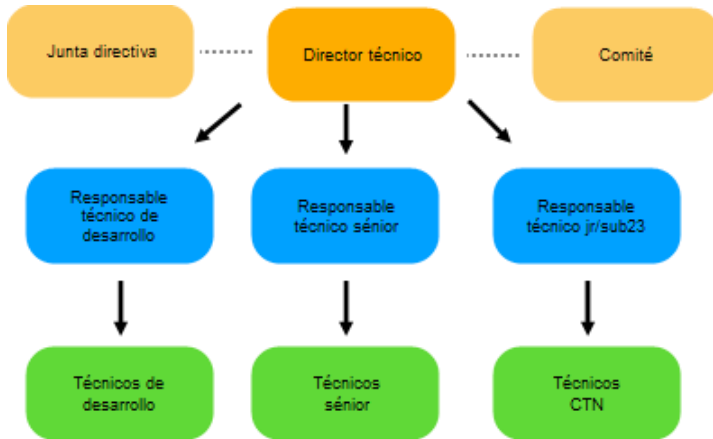 Junta directiva
Director técnico
Comité
Responsable
técnico de
desarrollo
Responsable
técnico sénior
Responsable
técnico jr/sub23
Técnicos de
desarrollo
Técnicos
sénior
Técnicos
CTN